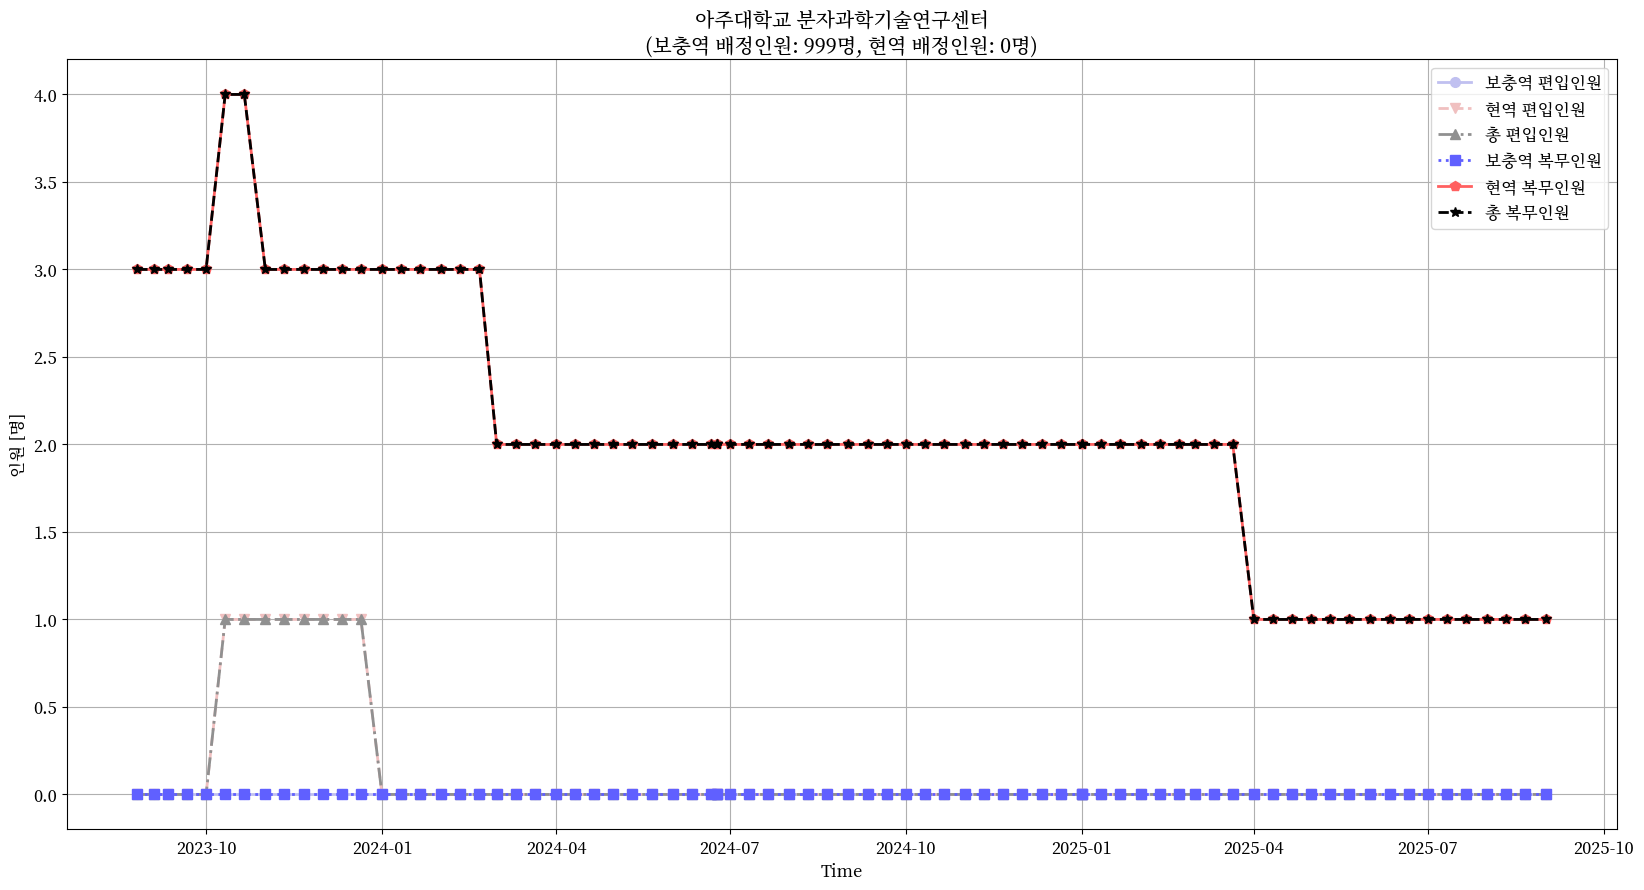 아주대학교 분자과학기술연구센터
(보충역 배정인원: 999명, 현역 배정인원: 0명)
보충역 편입인원
현역 편입인원
총 편입인원
보충역 복무인원
현역 복무인원
총 복무인원
4.0
3.5
3.0
2.5
2.0
1.5
1.0
0.5
0.0
인원 [명]
2023-10
2024-01
2024-04
2024-07
2024-10
2025-01
2025-04
2025-07
2025-10
Time